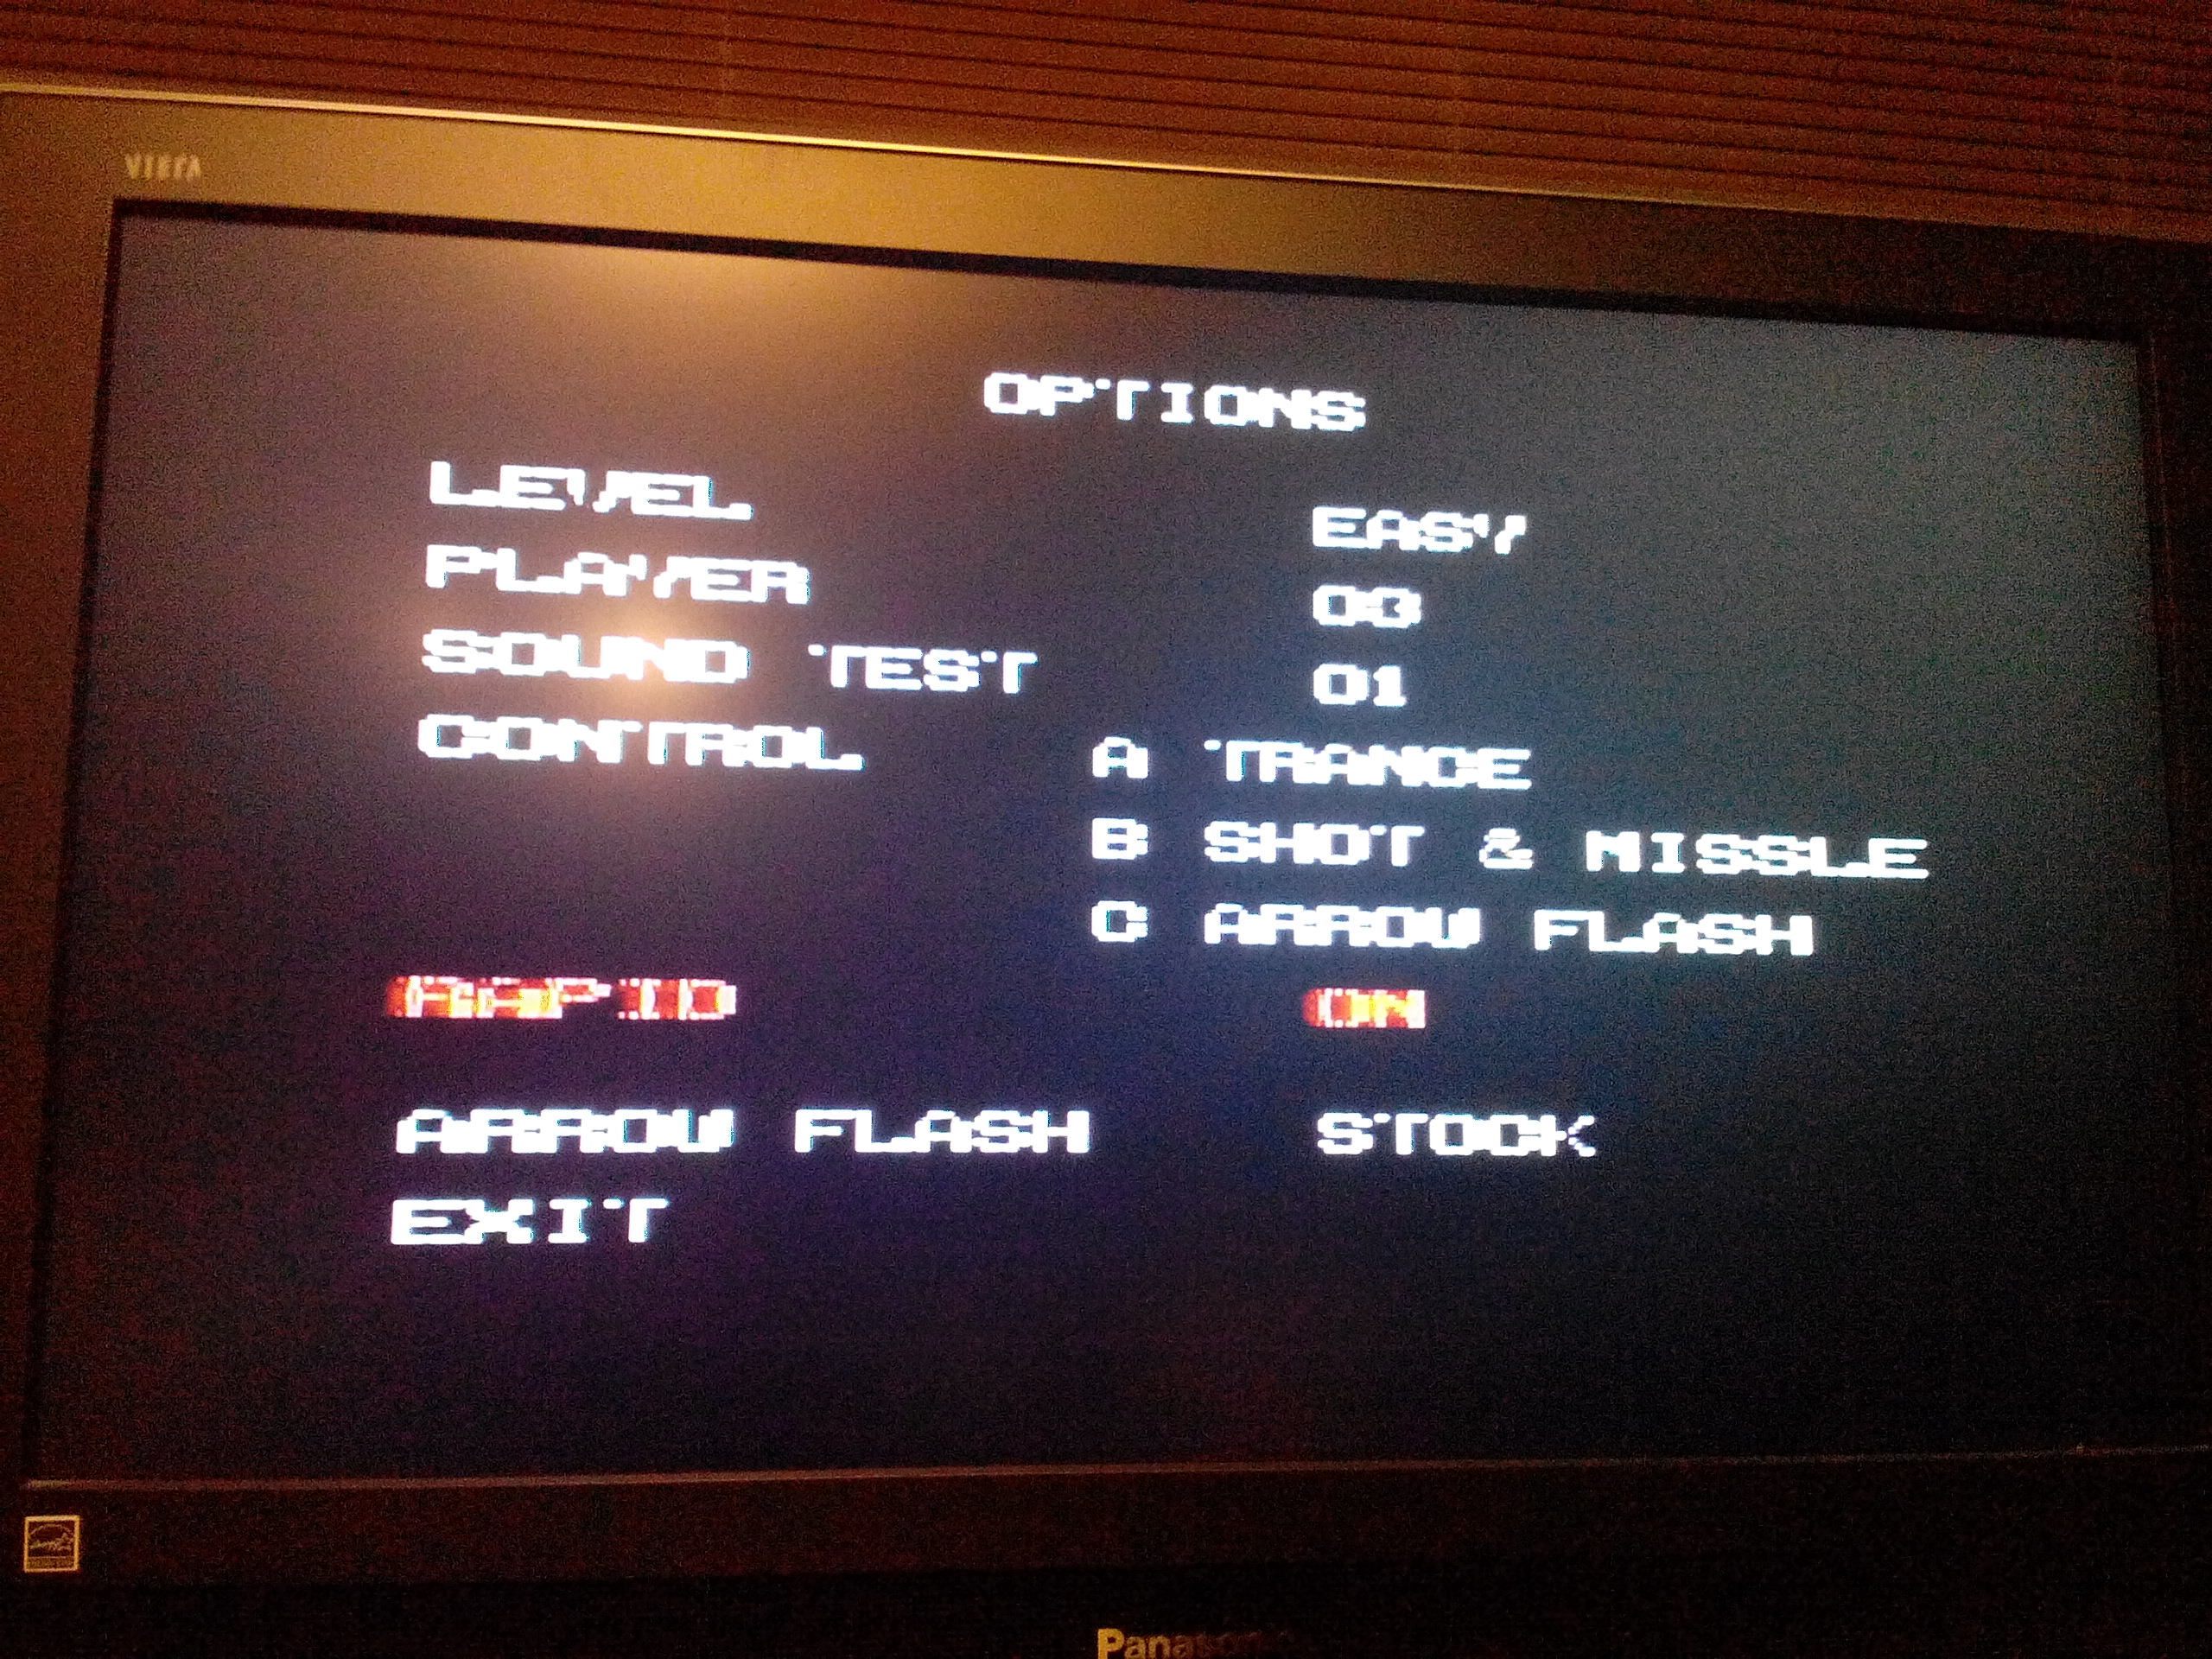 VIERA
OPTIONS
LEVEL EASY
PLAYER 03
SOUND TEST 01
CONTROL A TRANCE
B SHOT & MISSLE
C ARROW FLASH
RAPID ON
ARROW FLASH STOCK
EXIT
Panasonic